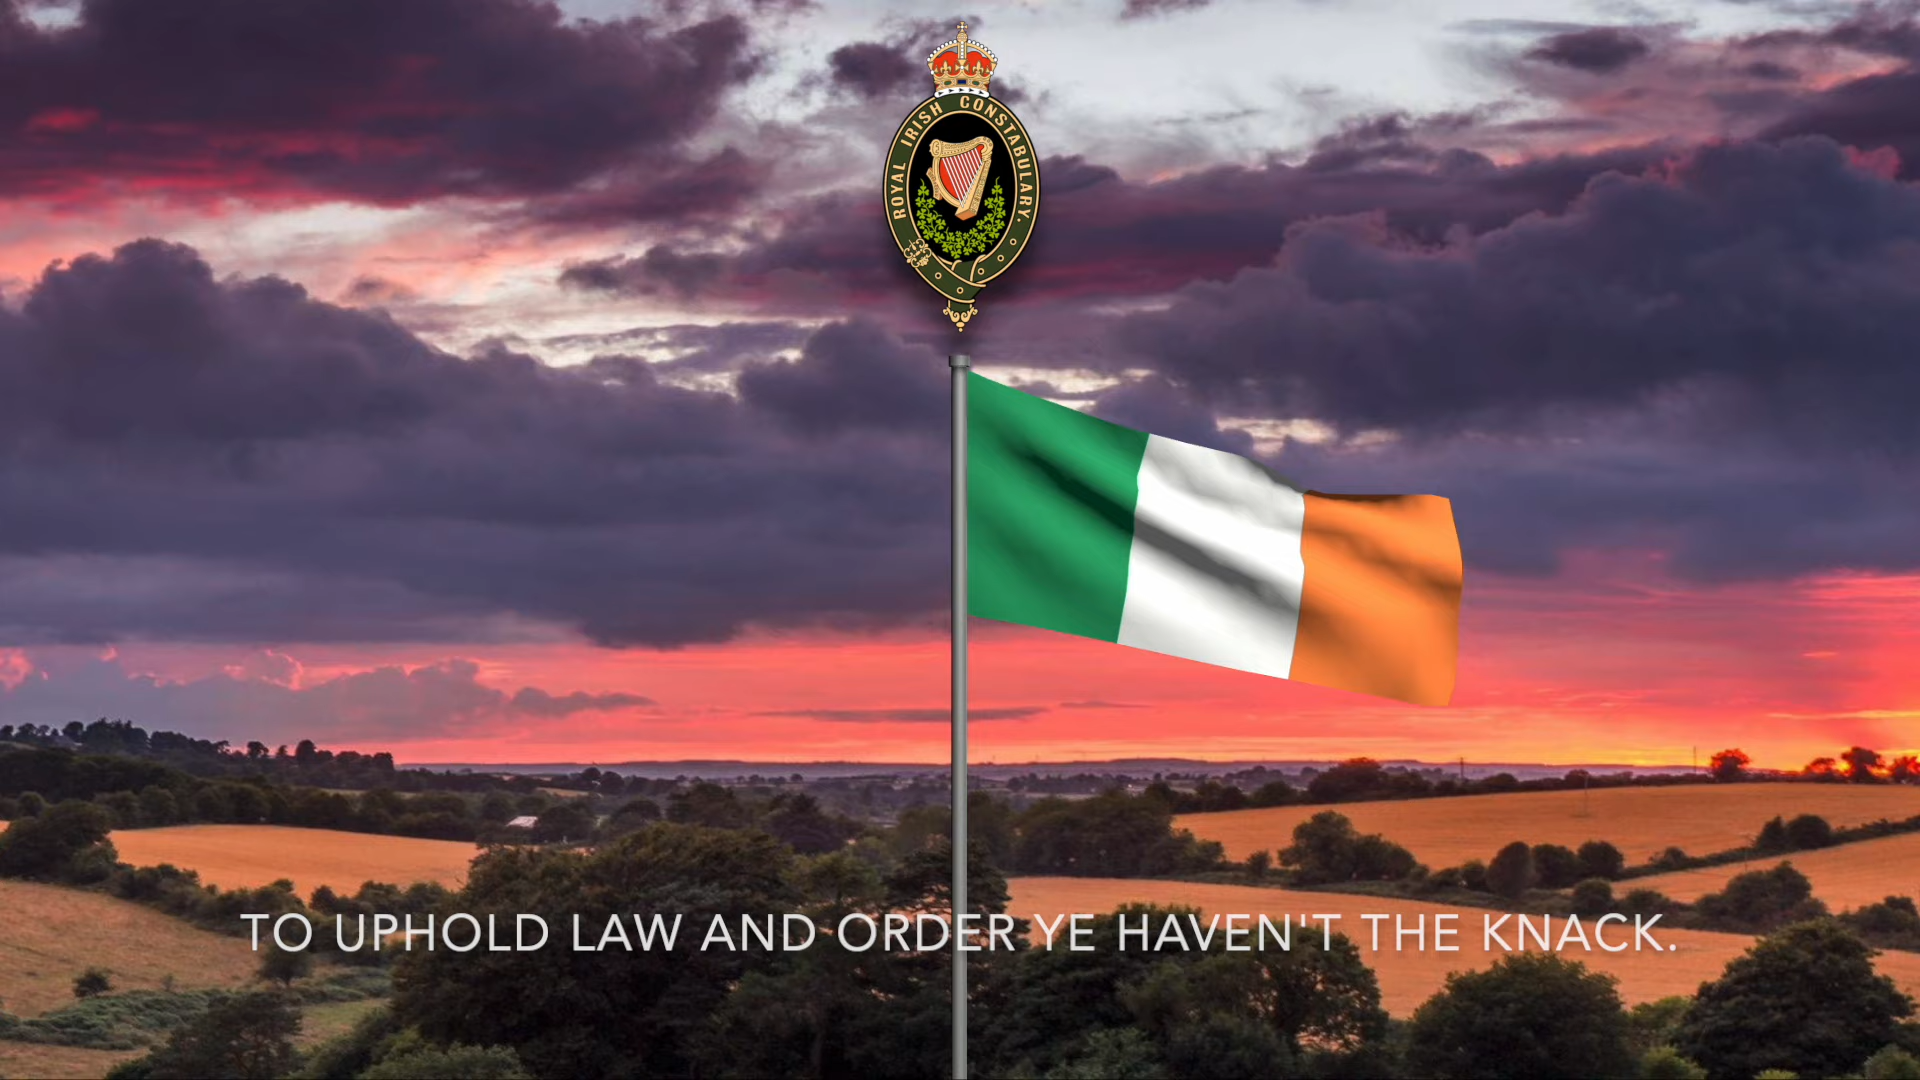 ROYAL IRISH CONSTABULARY.
TO UPHOLD LAW AND ORDER YE HAVEN'T THE KNACK.